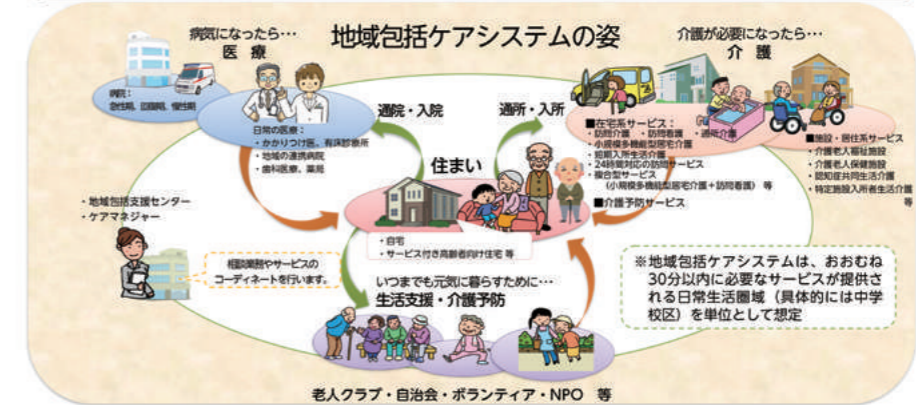 地域包括ケアシステムの姿
病気になったら…
医 療
病院：
急性期、回復期、慢性期
日常の医療：
・かかりつけ医、有床診療所
・地域の連携病院
・歯科医療、薬局
通院・入院
通所・入所
介護が必要になったら…
介 護
■在宅系サービス：
・訪問介護 ・訪問看護 ・通所介護
・小規模多機能型居宅介護
・短期入所生活介護
・24時間対応の訪問サービス
・複合型サービス
（小規模多機能型居宅介護＋訪問看護） 等
■介護予防サービス
■施設・居住系サービス
・介護老人福祉施設
・介護老人保健施設
・認知症共同生活介護
・特定施設入所者生活介護
等
住まい
・自宅
・サービス付き高齢者向け住宅 等
・地域包括支援センター
・ケアマネジャー
相談業務やサービスの
コーディネートを行います。
いつまでも元気に暮らすために…
生活支援・介護予防
老人クラブ・自治会・ボランティア・NPO 等
※地域包括ケアシステムは、おおむね
30分以内に必要なサービスが提供さ
れる日常生活圏域（具体的には中学
校区）を単位として想定